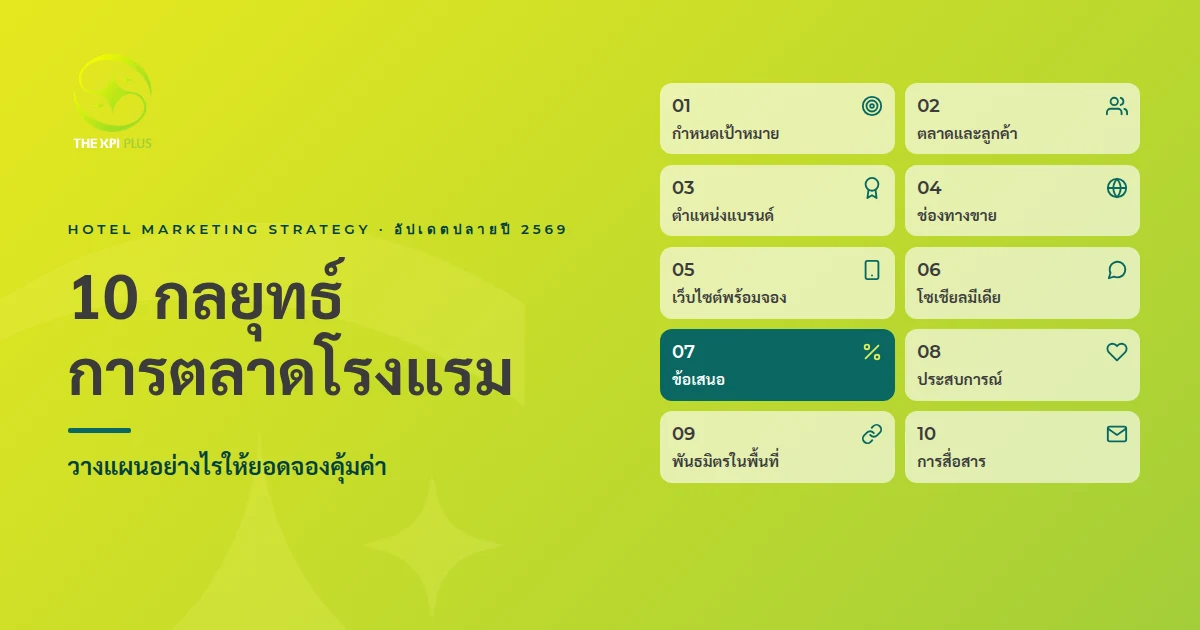 THE XPI PLUS
HOTEL MARKETING STRATEGY · อัปเดตปลายปี 2569
10 กลยุทธ์
การตลาดโรงแรม
วางแผนอย่างไรให้ยอดจองคุ้มค่า
01
กำหนดเป้าหมาย
02
ตลาดและลูกค้า
03
ตำแหน่งแบรนด์
04
ช่องทางขาย
05
เว็บไซต์พร้อมจอง
06
โซเชียลมีเดีย
07
ข้อเสนอ
08
ประสบการณ์
09
พันธมิตรในพื้นที่
10
การสื่อสาร